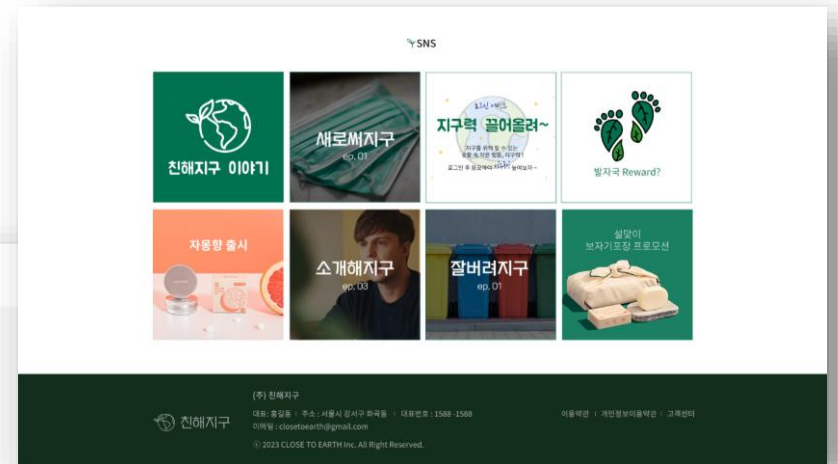 SNS
친해지구 이야기
새로써지구
ep. 01
로그인 이벤트
지구력 끌어올려~
지구를 위해 할 수 있는
생활 속 작은 행동, 지구력?
로그인 후 응모하여 지구력 높여보자~
발자국 Reward?
자몽향 출시
소개해지구
ep. 03
잘버려지구
ep. 01
설맞이
보자기포장 프로모션
친해지구
(주) 친해지구
대표: 홍길동 | 주소 : 서울시 강서구 화곡동 | 대표번호 : 1588 -1588
이메일 : closetoearth@gmail.com
ⓒ 2023 CLOSE TO EARTH Inc. All Right Reserved.
이용약관 | 개인정보이용약관 | 고객센터